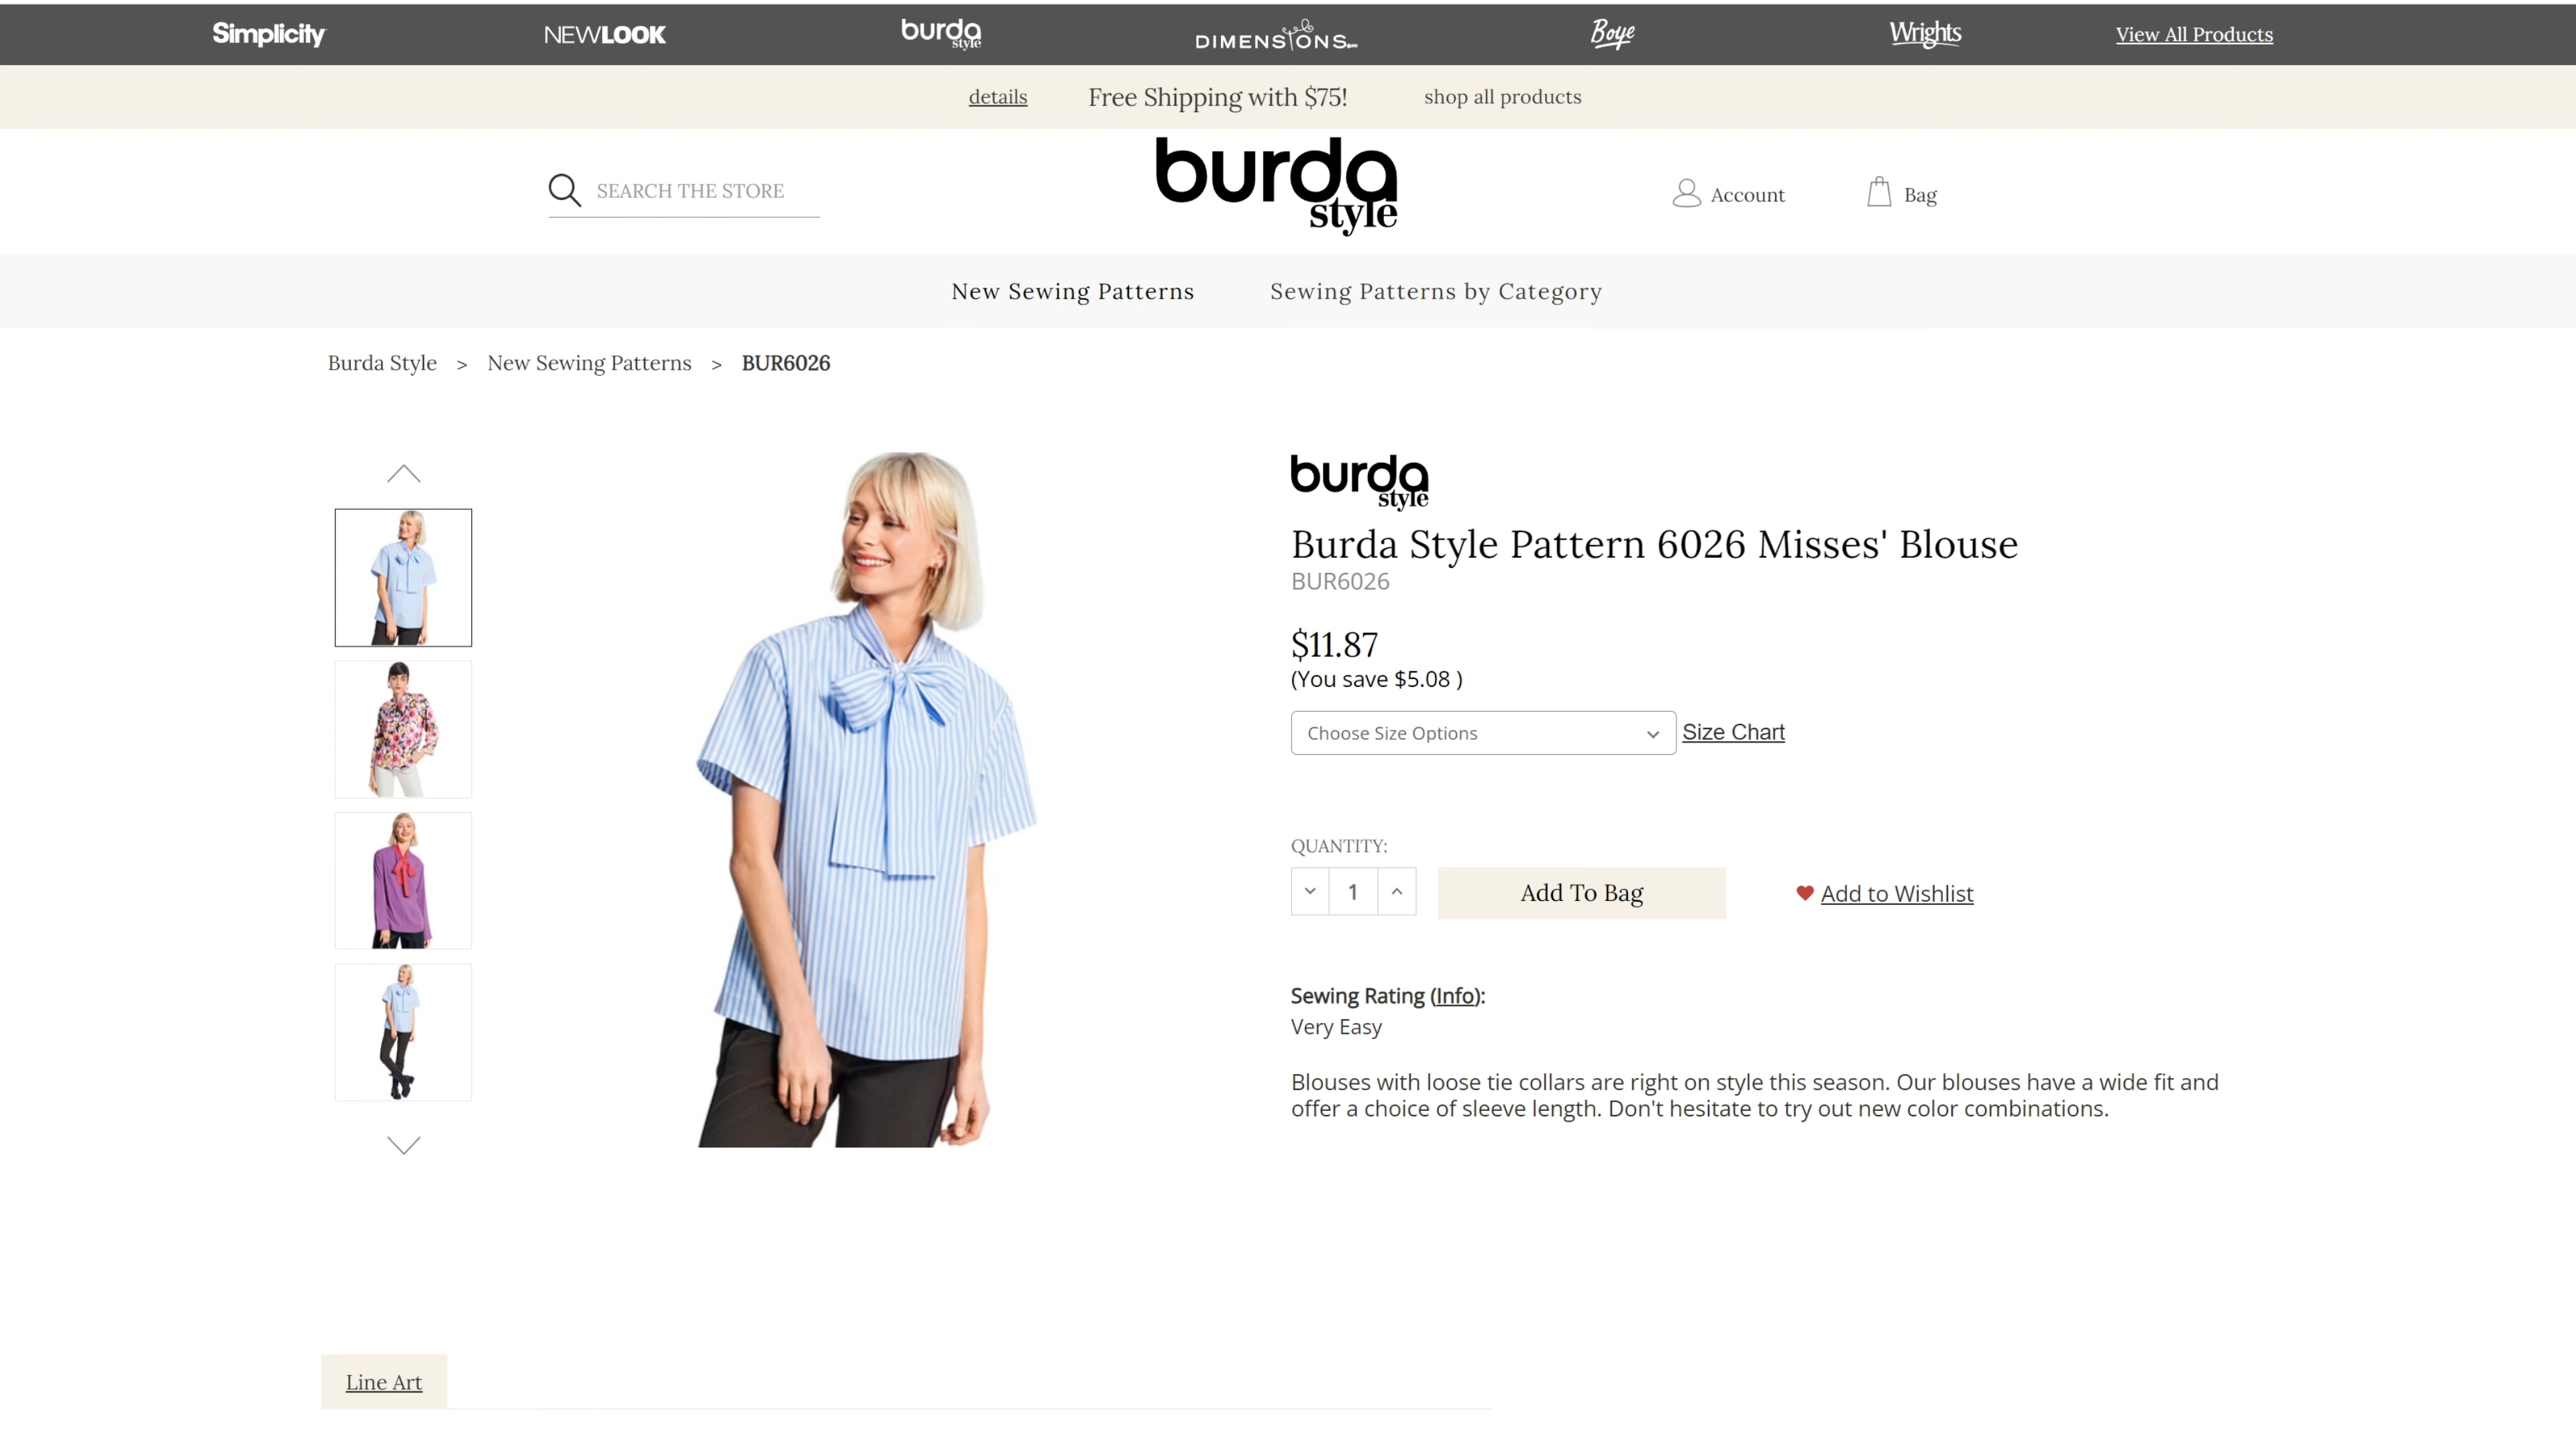 Simplicity NEWLOOK burda style DIMENSIONS Boye Wrights View All Products
details Free Shipping with $75! shop all products
SEARCH THE STORE burda style Account Bag
New Sewing Patterns Sewing Patterns by Category
Burda Style > New Sewing Patterns > BUR6026
burda style
Burda Style Pattern 6026 Misses' Blouse
BUR6026
$11.87
(You save $5.08 )
Choose Size Options Size Chart
QUANTITY:
1 Add To Bag Add to Wishlist
Sewing Rating (Info):
Very Easy
Blouses with loose tie collars are right on style this season. Our blouses have a wide fit and
offer a choice of sleeve length. Don't hesitate to try out new color combinations.
Line Art